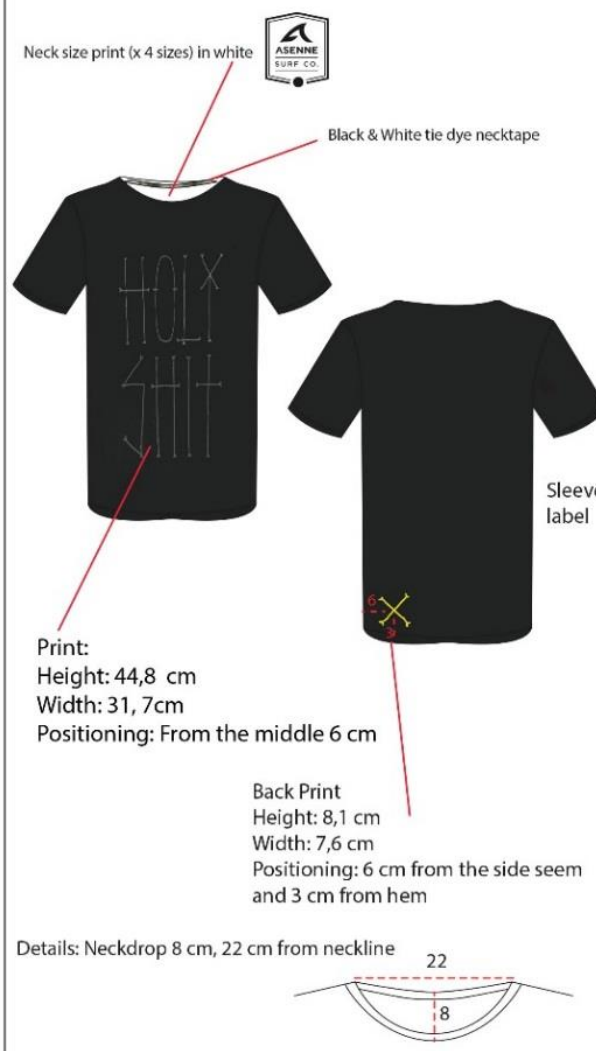 ASENNE
SURF CO.
Neck size print (x 4 sizes) in white
Black & White tie dye necktape
HOLY
SHIT
Sleeve
label
6
3
Print:
Height: 44,8 cm
Width: 31, 7cm
Positioning: From the middle 6 cm
Back Print
Height: 8,1 cm
Width: 7,6 cm
Positioning: 6 cm from the side seem
and 3 cm from hem
Details: Neckdrop 8 cm, 22 cm from neckline
22
8